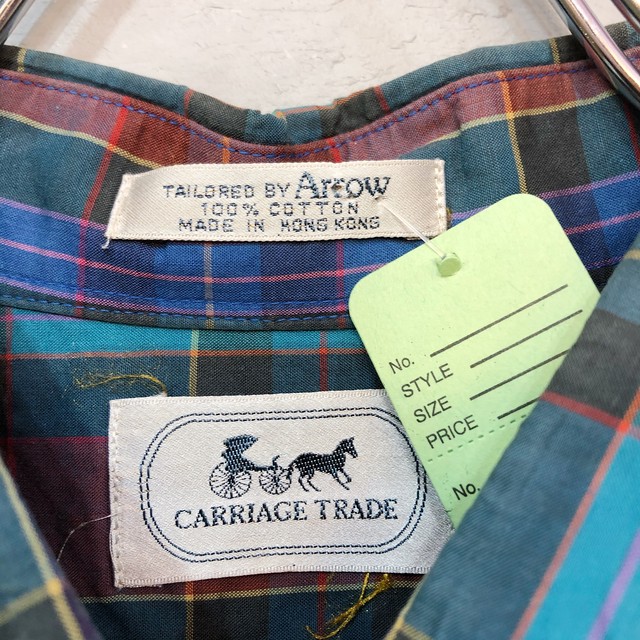 TAILORED BY Arrow
100% COTTON
MADE IN HONG KONG
No.
STYLE
SIZE
PRICE
No.
CARRIAGE TRADE